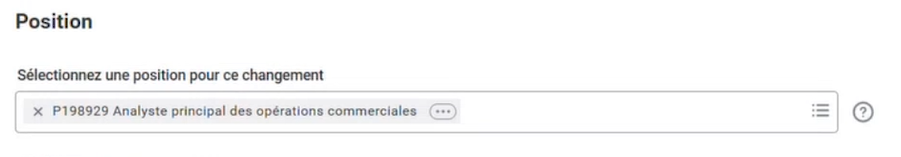 Position
Sélectionnez une position pour ce changement
P198929 Analyste principal des opérations commerciales